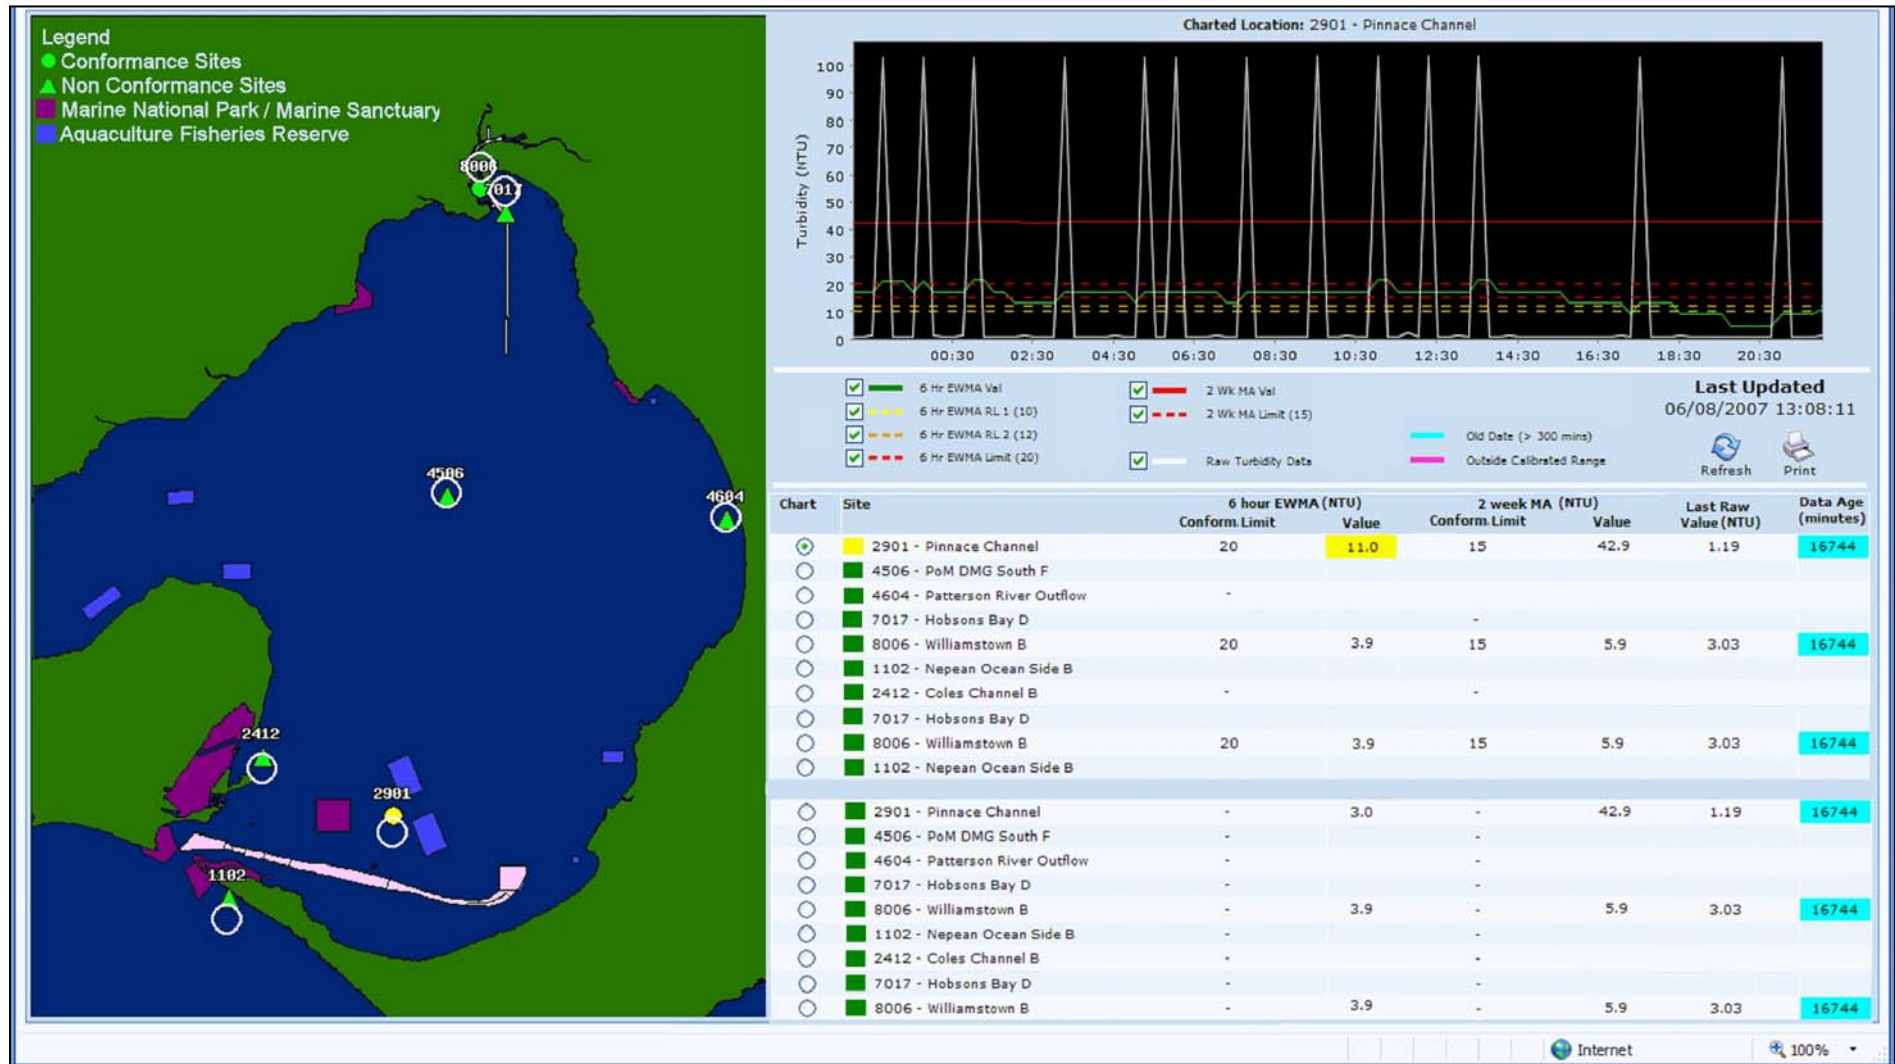 Legend
Conformance Sites
Non Conformance Sites
Marine National Park / Marine Sanctuary
Aquaculture Fisheries Reserve
8006
7017
4506
4604
2412
2901
1102
Charted Location: 2901 - Pinnace Channel
Turbidity (NTU)
100
90
80
70
60
50
40
30
20
10
0
00:30 02:30 04:30 06:30 08:30 10:30 12:30 14:30 16:30 18:30 20:30
6 Hr EWMA Val
6 Hr EWMA RL 1 (10)
6 Hr EWMA RL 2 (12)
6 Hr EWMA Limit (20)
2 Wk MA Val
2 Wk MA Limit (15)
Raw Turbidity Data
Old Date (> 300 mins)
Outside Calibrated Range
Last Updated
06/08/2007 13:08:11
Refresh Print
Chart Site 6 hour EWMA (NTU) 2 week MA (NTU) Last Raw Data Age
Conform. Limit Value Conform. Limit Value Value (NTU) (minutes)
2901 - Pinnace Channel 20 11.0 15 42.9 1.19 16744
4506 - PoM DMG South F
4604 - Patterson River Outflow -
7017 - Hobsons Bay D -
8006 - Williamstown B 20 3.9 15 5.9 3.03 16744
1102 - Nepean Ocean Side B
2412 - Coles Channel B - -
7017 - Hobsons Bay D
8006 - Williamstown B 20 3.9 15 5.9 3.03 16744
1102 - Nepean Ocean Side B
2901 - Pinnace Channel - 3.0 - 42.9 1.19 16744
4506 - PoM DMG South F - -
4604 - Patterson River Outflow - -
7017 - Hobsons Bay D - -
8006 - Williamstown B - 3.9 - 5.9 3.03 16744
1102 - Nepean Ocean Side B - -
2412 - Coles Channel B - -
7017 - Hobsons Bay D - -
8006 - Williamstown B - 3.9 - 5.9 3.03 16744
Internet 100%